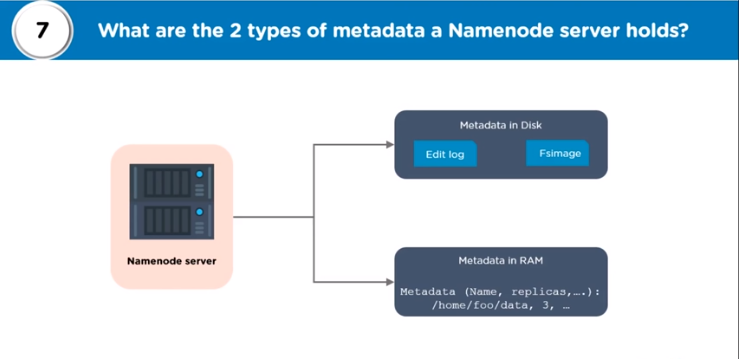 7
What are the 2 types of metadata a Namenode server holds?
Metadata in Disk
Edit log
Fsimage
Namenode server
Metadata in RAM
Metadata (Name, replicas,….):
/home/foo/data, 3, …